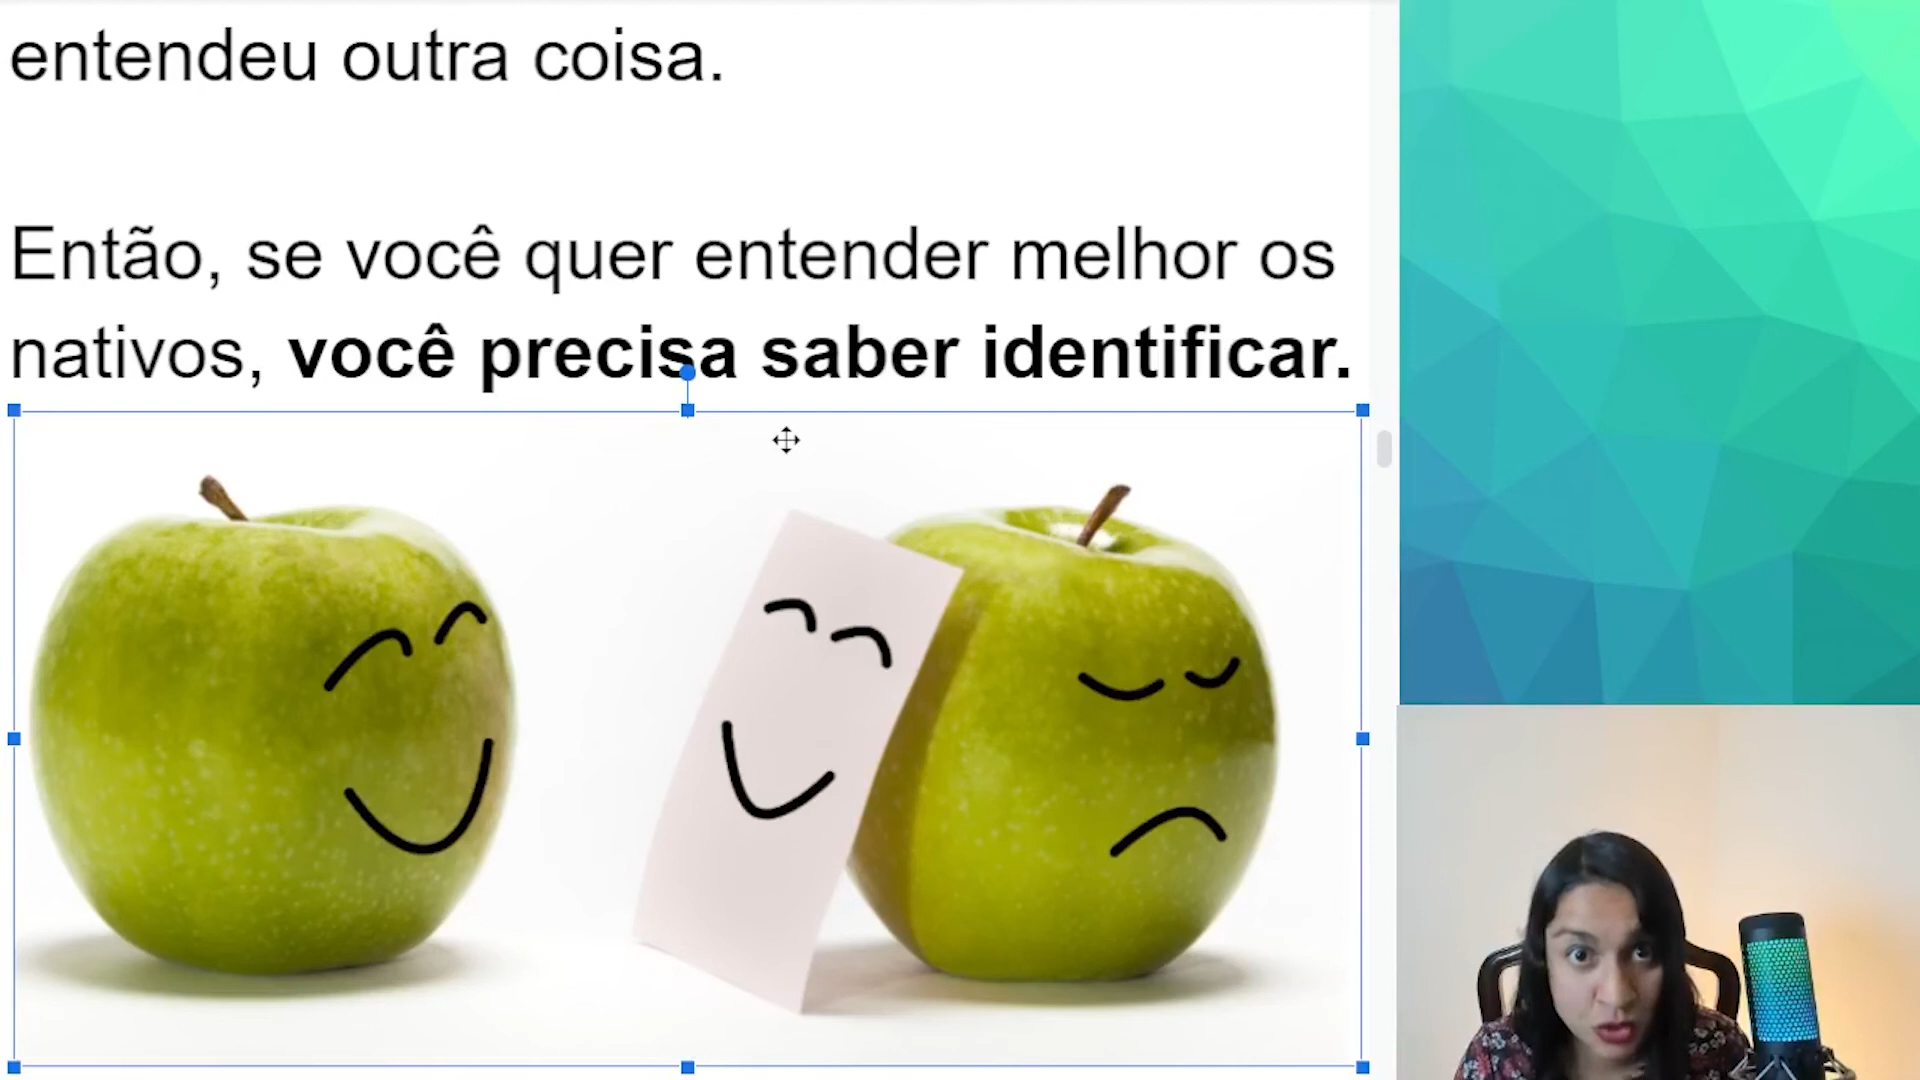 entendeu outra coisa.
Então, se você quer entender melhor os
nativos, você precisa saber identificar.